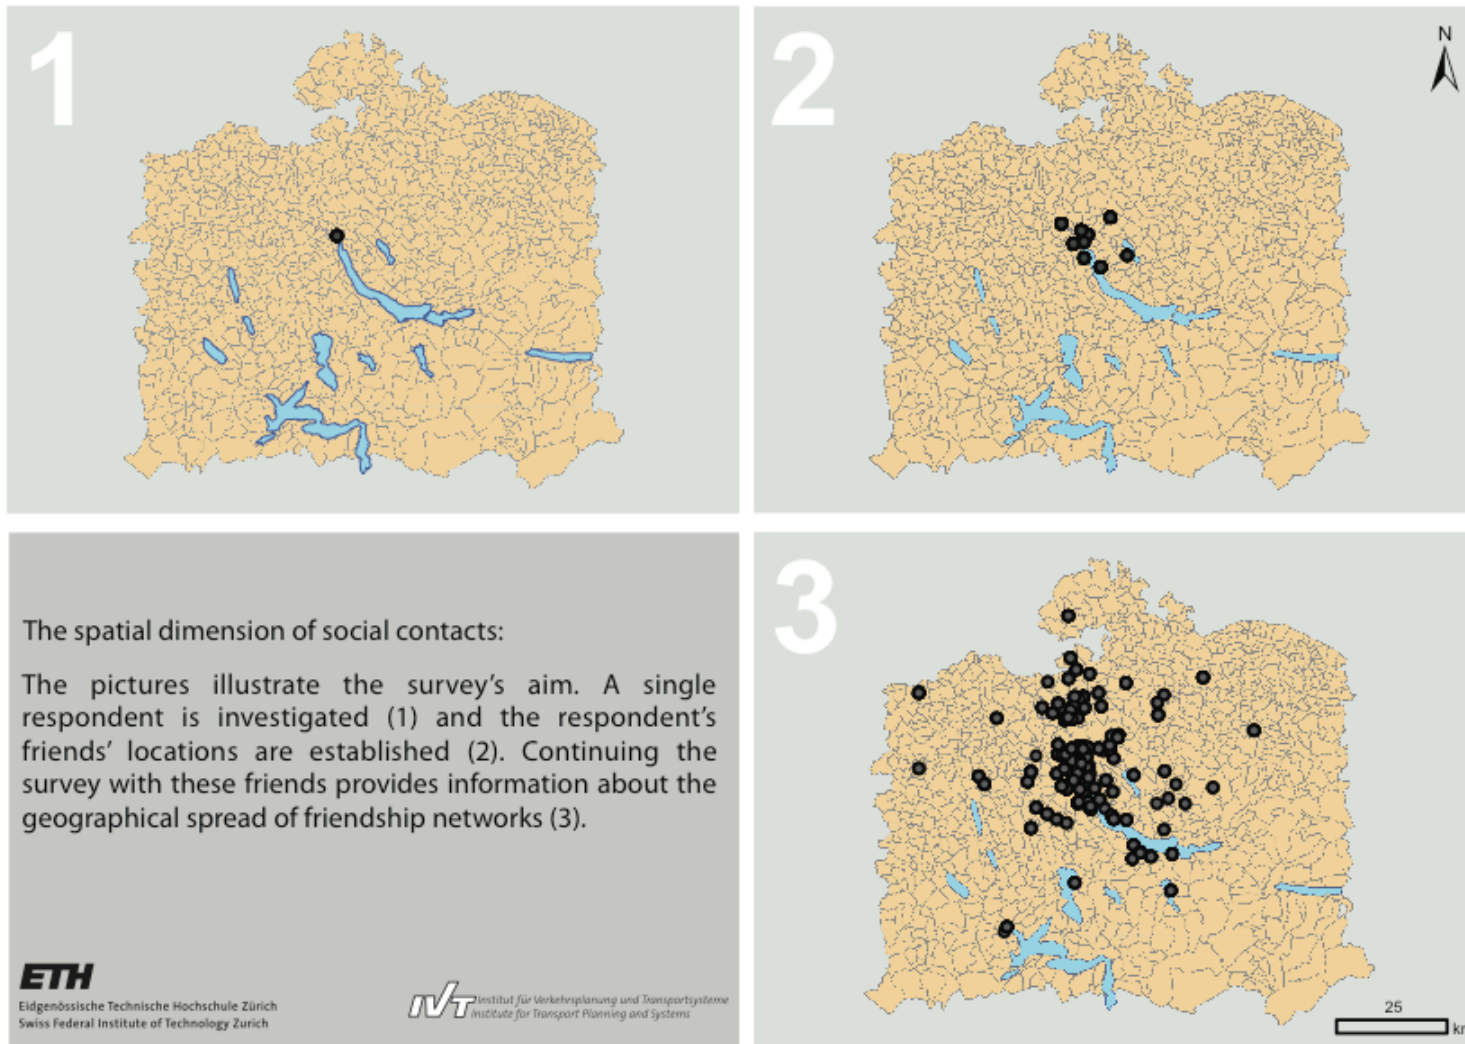 1
2
N
The spatial dimension of social contacts:
The pictures illustrate the survey's aim. A single
respondent is investigated (1) and the respondent's
friends' locations are established (2). Continuing the
survey with these friends provides information about the
geographical spread of friendship networks (3).
ETH
Eidgenössische Technische Hochschule Zürich
Swiss Federal Institute of Technology Zurich
IVT
Institut für Verkehrsplanung und Transportsysteme
Institute for Transport Planning and Systems
3
25
km